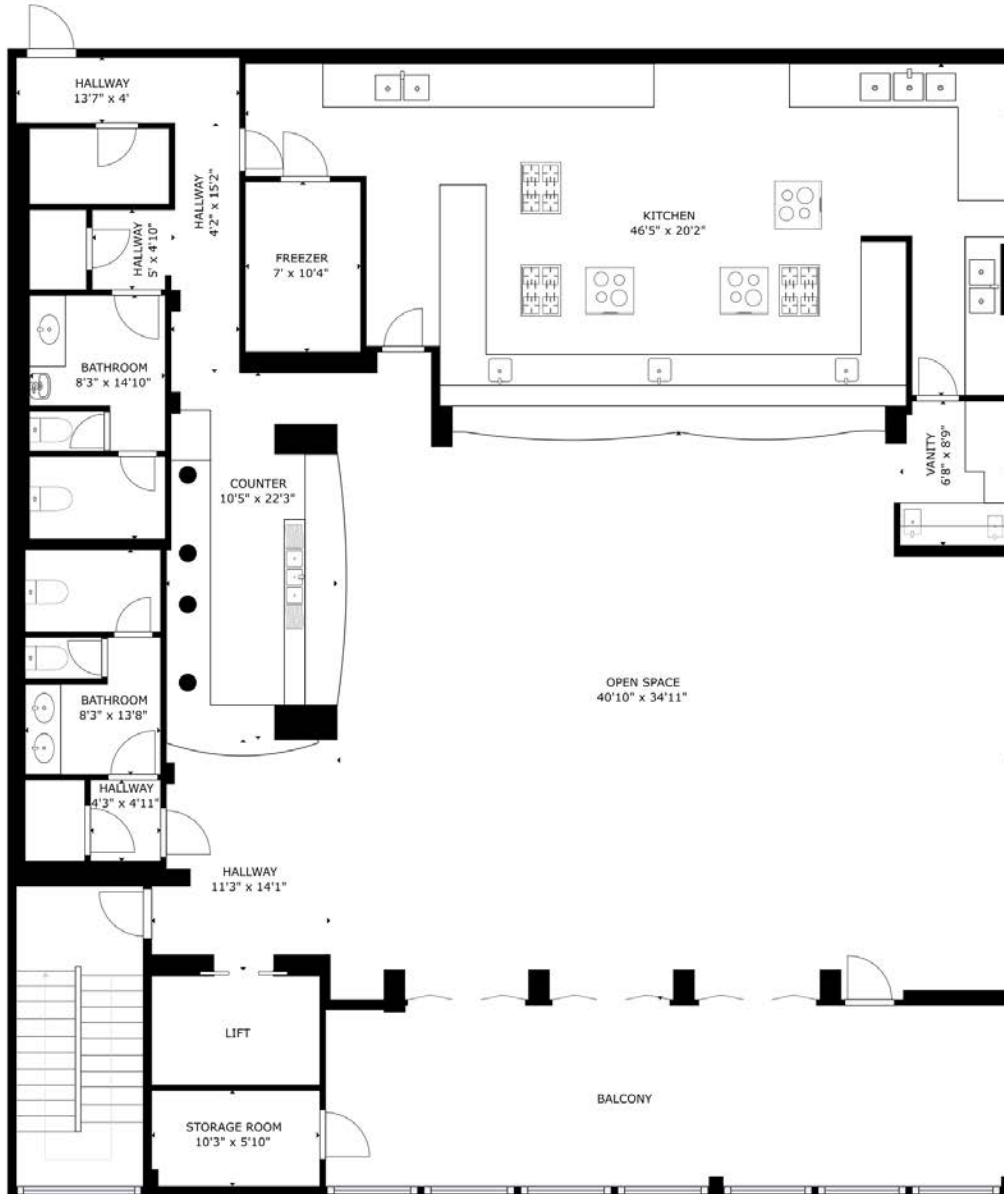 HALLWAY
13'7" x 4'
HALLWAY
4'2" x 15'2"
HALLWAY
5' x 4'10"
FREEZER
7' x 10'4"
KITCHEN
46'5" x 20'2"
BATHROOM
8'3" x 14'10"
COUNTER
10'5" x 22'3"
VANITY
6'8" x 8'9"
OPEN SPACE
40'10" x 34'11"
BATHROOM
8'3" x 13'8"
HALLWAY
4'3" x 4'11"
HALLWAY
11'3" x 14'1"
LIFT
STORAGE ROOM
10'3" x 5'10"
BALCONY